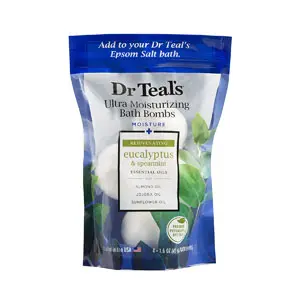 Add to your Dr Teal's
Epsom Salt bath.
Dr Teal's
Ultra Moisturizing
Bath Bombs
MOISTURE
+
REJUVENATING
eucalyptus
& spearmint
ESSENTIAL OILS
ALMOND OIL
JOJOBA OIL
SUNFLOWER OIL